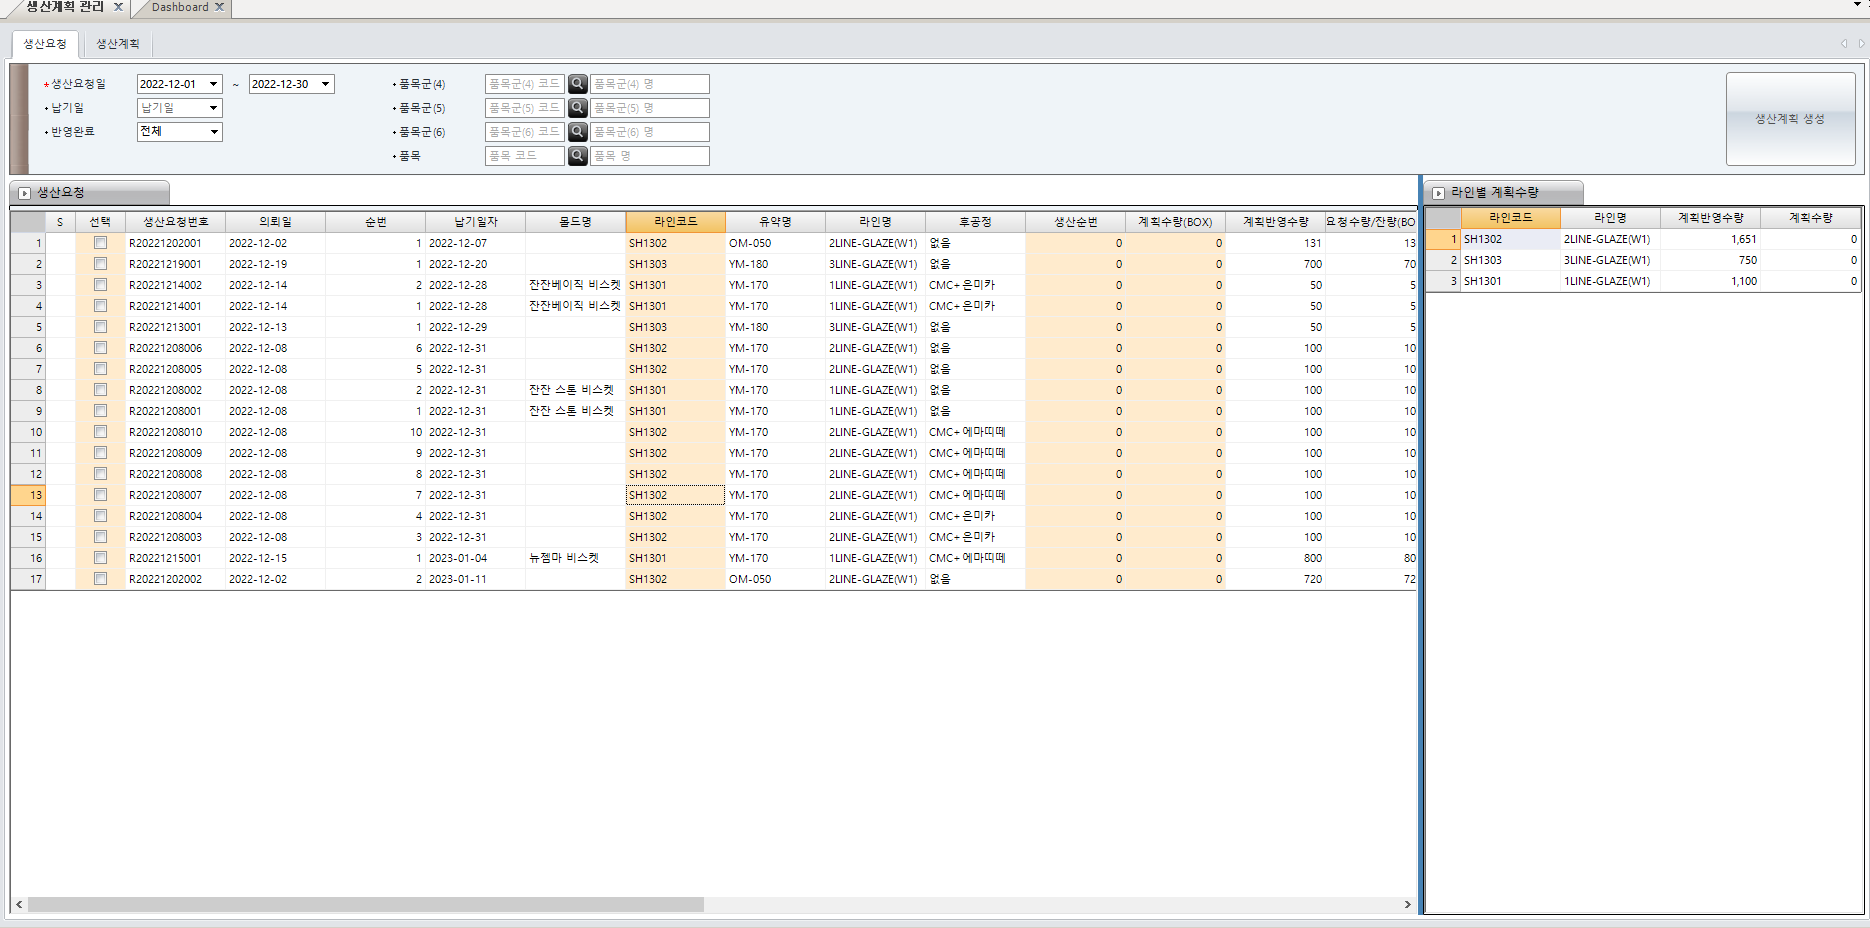 생산계획 관리 X Dashboard X
생산요청 생산계획
*생산요청일 2022-12-01 ~ 2022-12-30 품목군(4) 품목군(4) 코드 품목군(4) 명
납기일 납기일 품목군(5) 품목군(5) 코드 품목군(5) 명
반영완료 전체 품목군(6) 품목군(6) 코드 품목군(6) 명
품목 품목 코드 품목 명
생산계획 생성
생산요청
S 선택 생산요청번호 의뢰일 순번 납기일자 몰드명 라인코드 유약명 라인명 후공정 생산순번 계획수량(BOX) 계획반영수량 요청수량/잔량(BO
1 R20221202001 2022-12-02 1 2022-12-07 SH1302 OM-050 2LINE-GLAZE(W1) 없음 0 0 131 13
2 R20221219001 2022-12-19 1 2022-12-20 SH1303 YM-180 3LINE-GLAZE(W1) 없음 0 0 700 70
3 R20221214002 2022-12-14 2 2022-12-28 잔잔베이직 비스켓 SH1301 YM-170 1LINE-GLAZE(W1) CMC+은미카 0 0 50 5
4 R20221214001 2022-12-14 1 2022-12-28 잔잔베이직 비스켓 SH1301 YM-170 1LINE-GLAZE(W1) CMC+은미카 0 0 50 5
5 R20221213001 2022-12-13 1 2022-12-29 SH1303 YM-180 3LINE-GLAZE(W1) 없음 0 0 50 5
6 R20221208006 2022-12-08 6 2022-12-31 SH1302 YM-170 2LINE-GLAZE(W1) 없음 0 0 100 10
7 R20221208005 2022-12-08 5 2022-12-31 SH1302 YM-170 2LINE-GLAZE(W1) 없음 0 0 100 10
8 R20221208002 2022-12-08 2 2022-12-31 잔잔 스톤 비스켓 SH1301 YM-170 1LINE-GLAZE(W1) 없음 0 0 100 10
9 R20221208001 2022-12-08 1 2022-12-31 잔잔 스톤 비스켓 SH1301 YM-170 1LINE-GLAZE(W1) 없음 0 0 100 10
10 R20221208010 2022-12-08 10 2022-12-31 SH1302 YM-170 2LINE-GLAZE(W1) CMC+에마띠떼 0 0 100 10
11 R20221208009 2022-12-08 9 2022-12-31 SH1302 YM-170 2LINE-GLAZE(W1) CMC+에마띠떼 0 0 100 10
12 R20221208008 2022-12-08 8 2022-12-31 SH1302 YM-170 2LINE-GLAZE(W1) CMC+에마띠떼 0 0 100 10
13 R20221208007 2022-12-08 7 2022-12-31 SH1302 YM-170 2LINE-GLAZE(W1) CMC+에마띠떼 0 0 100 10
14 R20221208004 2022-12-08 4 2022-12-31 SH1302 YM-170 2LINE-GLAZE(W1) CMC+은미카 0 0 100 10
15 R20221208003 2022-12-08 3 2022-12-31 SH1302 YM-170 2LINE-GLAZE(W1) CMC+은미카 0 0 100 10
16 R20221215001 2022-12-15 1 2023-01-04 뉴젬마 비스켓 SH1301 YM-170 1LINE-GLAZE(W1) CMC+에마띠떼 0 0 800 80
17 R20221202002 2022-12-02 2 2023-01-11 SH1302 OM-050 2LINE-GLAZE(W1) 없음 0 0 720 72
라인별 계획수량
라인코드 라인명 계획반영수량 계획수량
1 SH1302 2LINE-GLAZE(W1) 1,651 0
2 SH1303 3LINE-GLAZE(W1) 750 0
3 SH1301 1LINE-GLAZE(W1) 1,100 0